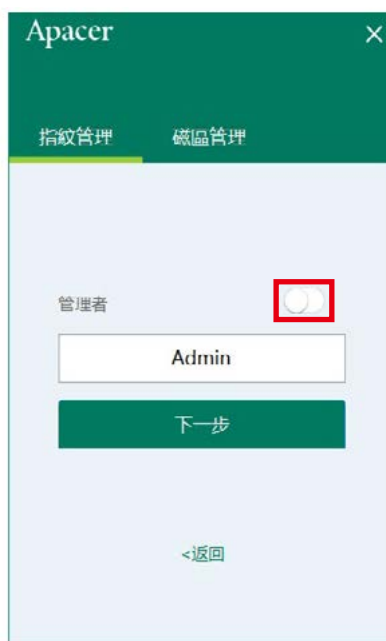 Apacer
指紋管理 磁區管理
管理者
Admin
下一步
<返回